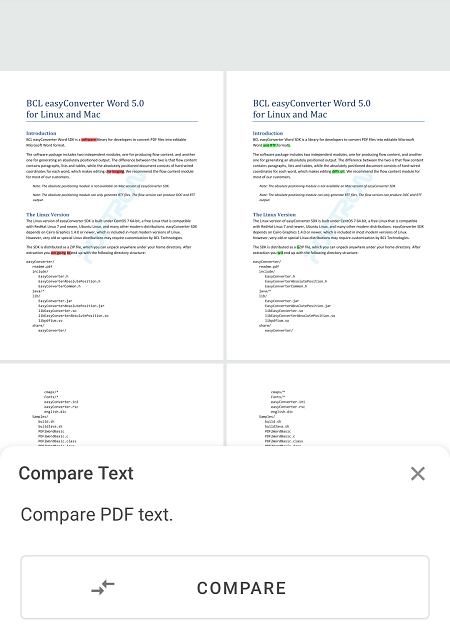 BCL easyConverter Word 5.0
for Linux and Mac
Introduction
BCL easyConverter Word SDK is a software library for developers to convert PDF files into editable
Microsoft Word format.
The software package includes two independent modules, one for producing flow content, and another
one for generating an absolutely positioned output. The difference between the two is that flow content
contains paragraphs, lists and tables, while the absolutely positioned document consists of hard-wired
coordinates for each word, which makes editing challenging. We recommend the flow content module
for most of our customers.
Note: The absolute positioning module is not available on Mac version of easyConverter SDK.
Note: The absolute positioning module generates only RTF. The flow version can produce DOC and RTF
output.
The Linux Version
The Linux version of easyConverter SDK is built under CentOS 7 64-bit, a free Linux that is compatible
with RedHat Linux 7 and newer, Ubuntu Linux, and many other modern distributions. easyConverter SDK
depends on Cairo Graphics 1.4.0 or newer, which is included in most modern versions of Linux.
However, very old or special Linux distributions may require customization by BCL Technologies.
The SDK is distributed as a ZIP file, which you can unpack anywhere under your home directory. After
extraction you are going to end up with the following directory structure:
easyConverter/
readme.pdf
include/
EasyConverter.h
EasyConverterAbsolutePosition.h
EasyConverterCommon.h
java/*
lib/
EasyConverter.jar
EasyConverterAbsolutePosition.jar
libEasyConverter.so
libEasyConverterAbsolutePosition.so
libpdflow.so
share/
easyConverter/
BCL easyConverter Word 5.0
for Linux and Mac
Introduction
BCL easyConverter Word SDK is a library for developers to convert PDF files into editable Microsoft
Word and RTF formats.
The software package includes two independent modules, one for producing flow content, and another
one for generating an absolutely positioned output. The difference between the two is that flow content
contains paragraphs, lists and tables, while the absolutely positioned document consists of hard-wired
coordinates for each word, which makes editing difficult. We recommend the flow content module for
most of our customers.
Note: The absolute positioning module is not available on Mac version of easyConverter SDK.
Note: The absolute positioning module generates only RTF. The flow version can produce DOC and RTF
output.
The Linux Version
The Linux version of easyConverter SDK is built under CentOS 7 64-bit, a free Linux that is compatible
with RedHat Linux 7 and newer, Ubuntu Linux, and many other modern distributions. easyConverter SDK
depends on Cairo Graphics 1.4.0 or newer, which is included in most modern versions of Linux.
However, very old or special Linux distributions may require customization by BCL Technologies.
The SDK is distributed as ZIP file, which you can unpack anywhere under your home directory. After
extraction you will end up with the following directory structure:
easyConverter/
readme.pdf
include/
EasyConverter.h
EasyConverterAbsolutePosition.h
EasyConverterCommon.h
java/*
lib/
EasyConverter.jar
EasyConverterAbsolutePosition.jar
libEasyConverter.so
libEasyConverterAbsolutePosition.so
libpdflow.so
share/
easyConverter/
cmaps/*
Fonts/*
easyConverter.ini
easyConverter.rsc
english.dic
Samples/
build.sh
buildJava.sh
PDF2WordBasic
PDF2WordBasic.c
PDF2WordBasic.class
cmaps/*
Fonts/*
easyConverter.ini
easyConverter.rsc
english.dic
Samples/
build.sh
buildJava.sh
PDF2WordBasic
PDF2WordBasic.c
PDF2WordBasic.class
Compare Text
Compare PDF text.
COMPARE